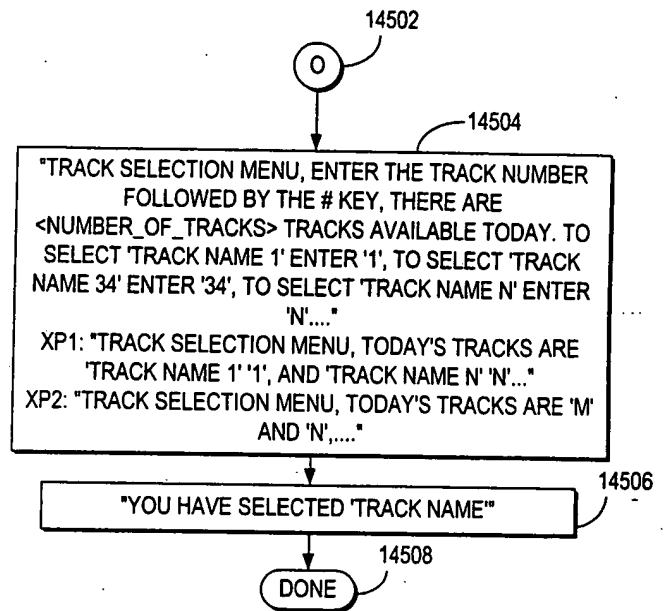 14502
O
14504
"TRACK SELECTION MENU, ENTER THE TRACK NUMBER
FOLLOWED BY THE # KEY, THERE ARE
<NUMBER_OF_TRACKS> TRACKS AVAILABLE TODAY. TO
SELECT 'TRACK NAME 1' ENTER '1', TO SELECT 'TRACK
NAME 34' ENTER '34', TO SELECT 'TRACK NAME N' ENTER
'N'...."
XP1: "TRACK SELECTION MENU, TODAY'S TRACKS ARE
'TRACK NAME 1' '1', AND 'TRACK NAME N' 'N'..."
XP2: "TRACK SELECTION MENU, TODAY'S TRACKS ARE 'M'
AND 'N',...."
14506
"YOU HAVE SELECTED 'TRACK NAME'"
14508
DONE